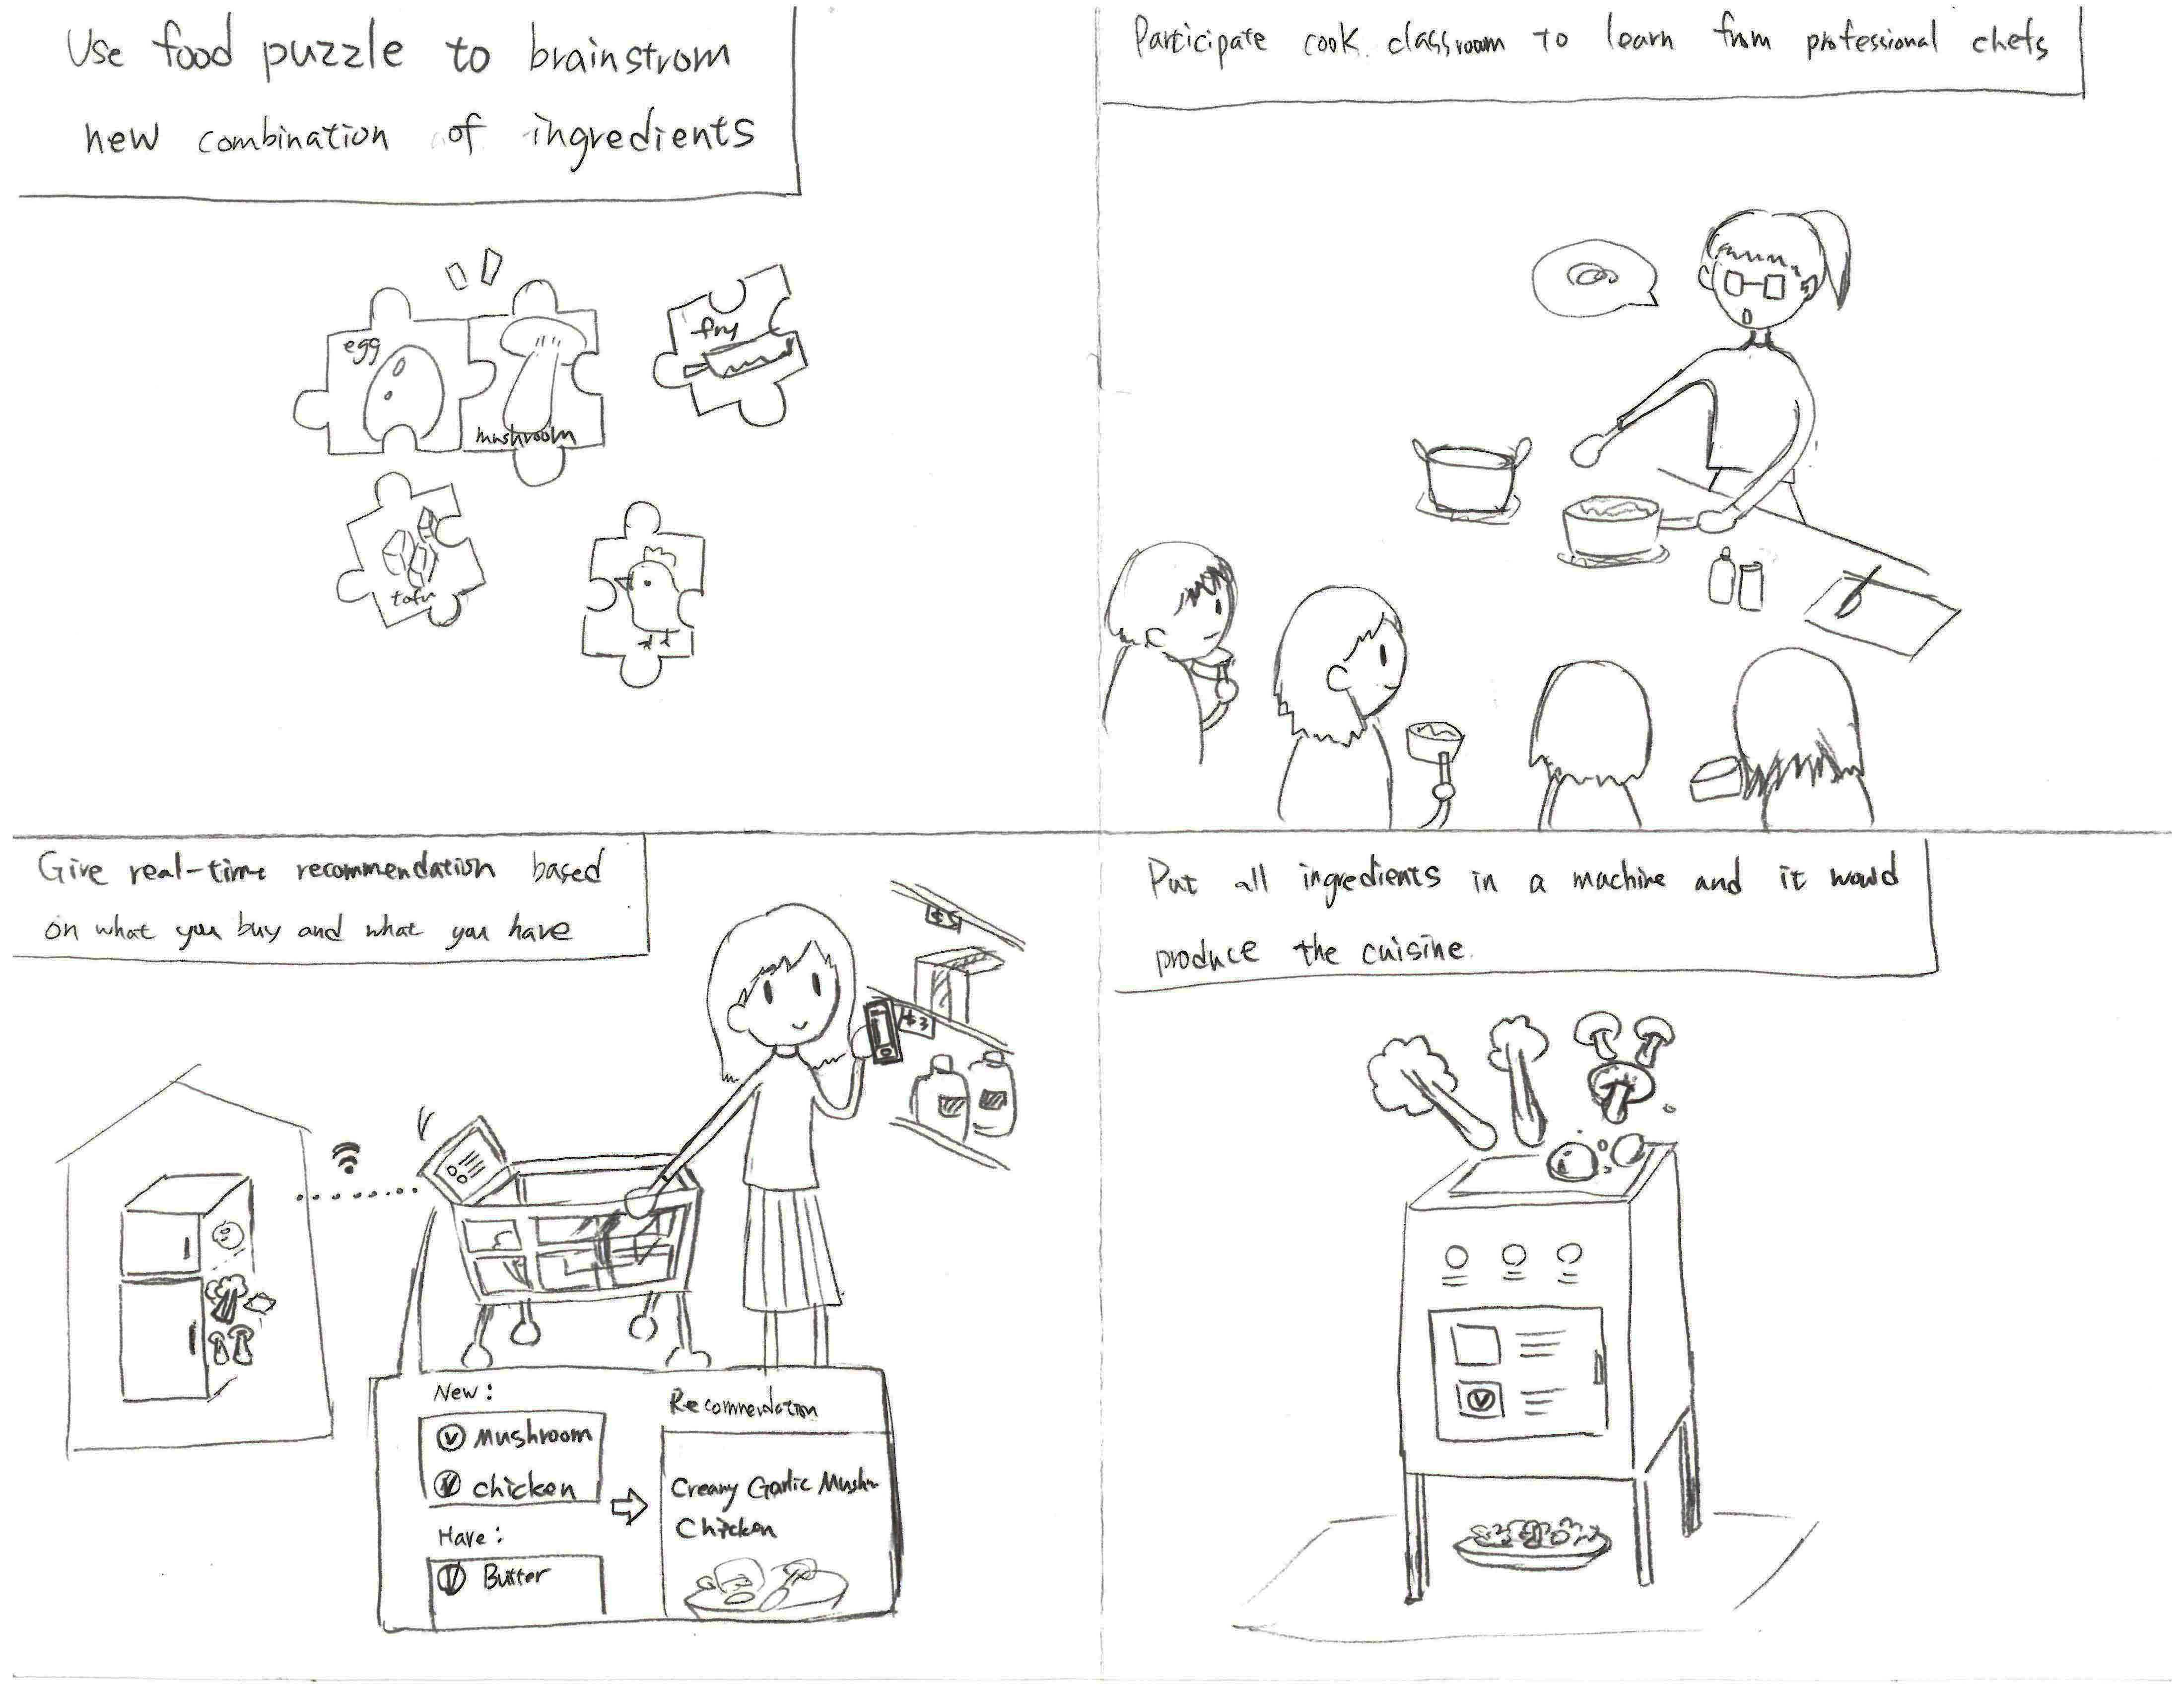 Use food puzzle to brainstrom
new combination of ingredients
egg
mushroom
fry
tofu
Participate cook classroom to learn from professional chefs
Give real-time recommendation based
on what you buy and what you have
$5
$3
New:
Mushroom
chicken
Have:
Butter
Recommendation
Creamy Garlic Mush
Chicken
Put all ingredients in a machine and it would
produce the cuisine.